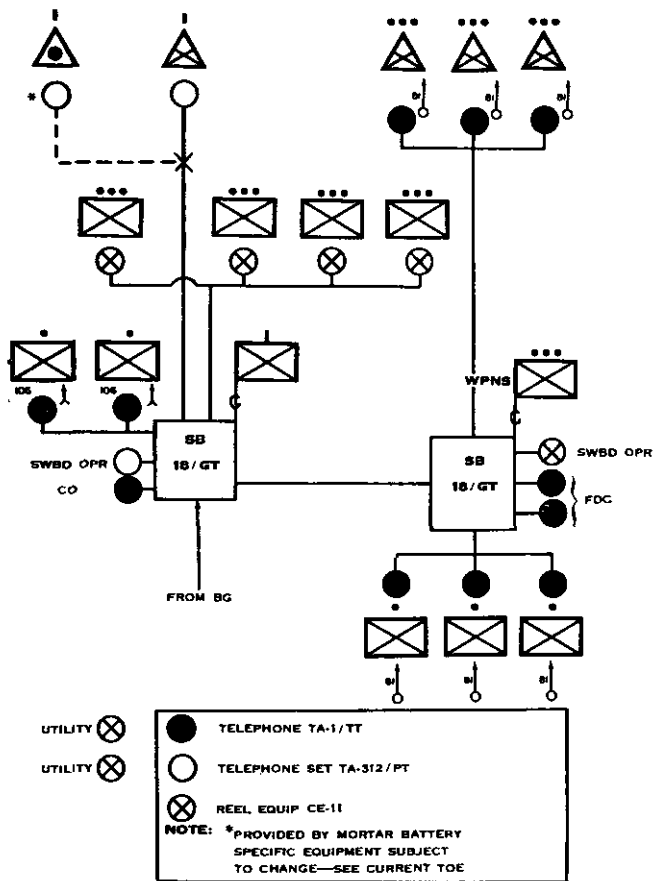 *
81
81
81
106
106
WPNS
SB
18/GT
SB
18/GT
SWBD OPR
CO
SWBD OPR
FDC
FROM BG
81
81
81
UTILITY
TELEPHONE TA-1/TT
UTILITY
TELEPHONE SET TA-312/PT
REEL EQUIP CE-11
NOTE: *PROVIDED BY MORTAR BATTERY
SPECIFIC EQUIPMENT SUBJECT
TO CHANGE—SEE CURRENT TOE